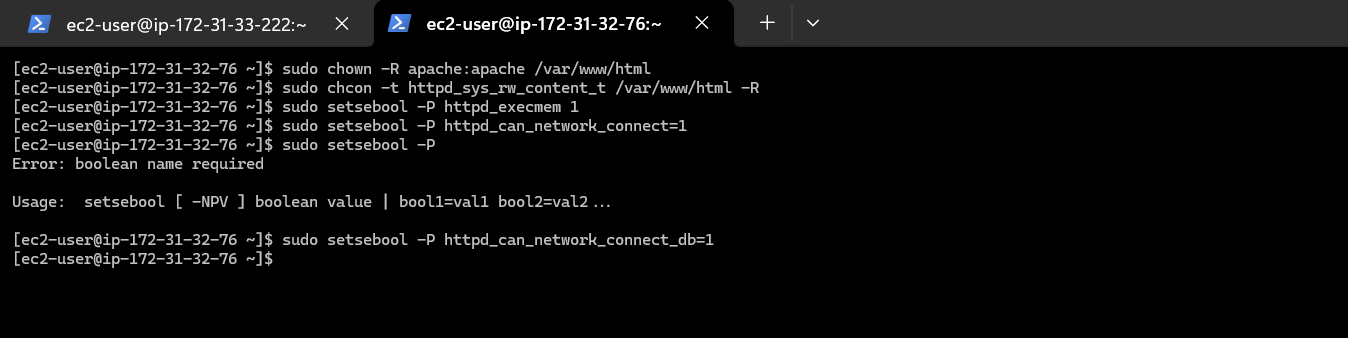 ec2-user@ip-172-31-33-222:~
ec2-user@ip-172-31-32-76:~
[ec2-user@ip-172-31-32-76 ~]$ sudo chown -R apache:apache /var/www/html
[ec2-user@ip-172-31-32-76 ~]$ sudo chcon -t httpd_sys_rw_content_t /var/www/html -R
[ec2-user@ip-172-31-32-76 ~]$ sudo setsebool -P httpd_execmem 1
[ec2-user@ip-172-31-32-76 ~]$ sudo setsebool -P httpd_can_network_connect=1
[ec2-user@ip-172-31-32-76 ~]$ sudo setsebool -P
Error: boolean name required
Usage:  setsebool [ -NPV ] boolean value | bool1=val1 bool2=val2...
[ec2-user@ip-172-31-32-76 ~]$ sudo setsebool -P httpd_can_network_connect_db=1
[ec2-user@ip-172-31-32-76 ~]$